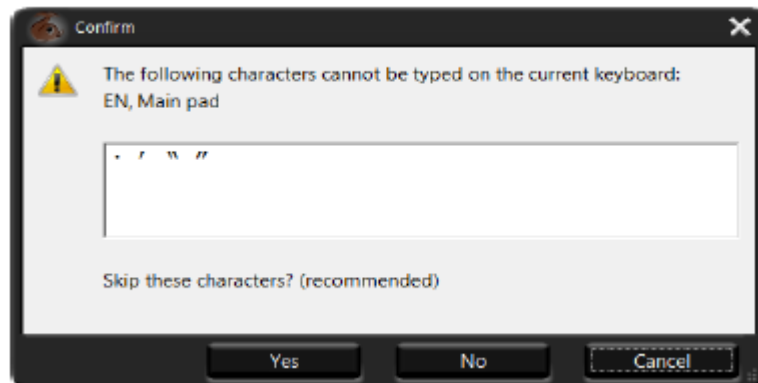 Confirm
The following characters cannot be typed on the current keyboard:
EN, Main pad
· ’ “ ”
Skip these characters? (recommended)
Yes No Cancel